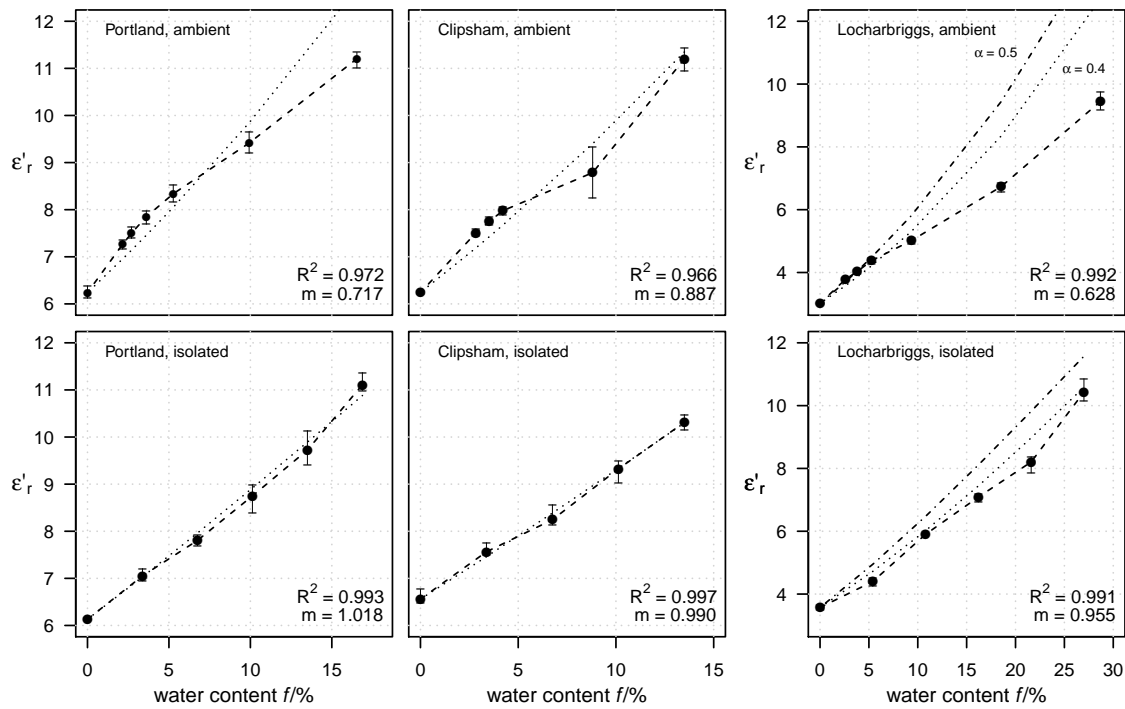 Portland, ambient
12
11
10
9
8
7
6
ε'r
R² = 0.972
m = 0.717
Clipsham, ambient
R² = 0.966
m = 0.887
Locharbriggs, ambient
12
10
8
6
4
ε'r
α = 0.5
α = 0.4
R² = 0.992
m = 0.628
Portland, isolated
12
11
10
9
8
7
6
ε'r
R² = 0.993
m = 1.018
0 5 10 15
water content f/%
Clipsham, isolated
R² = 0.997
m = 0.990
0 5 10 15
water content f/%
Locharbriggs, isolated
12
10
8
6
4
ε'r
R² = 0.991
m = 0.955
0 5 10 15 20 25 30
water content f/%